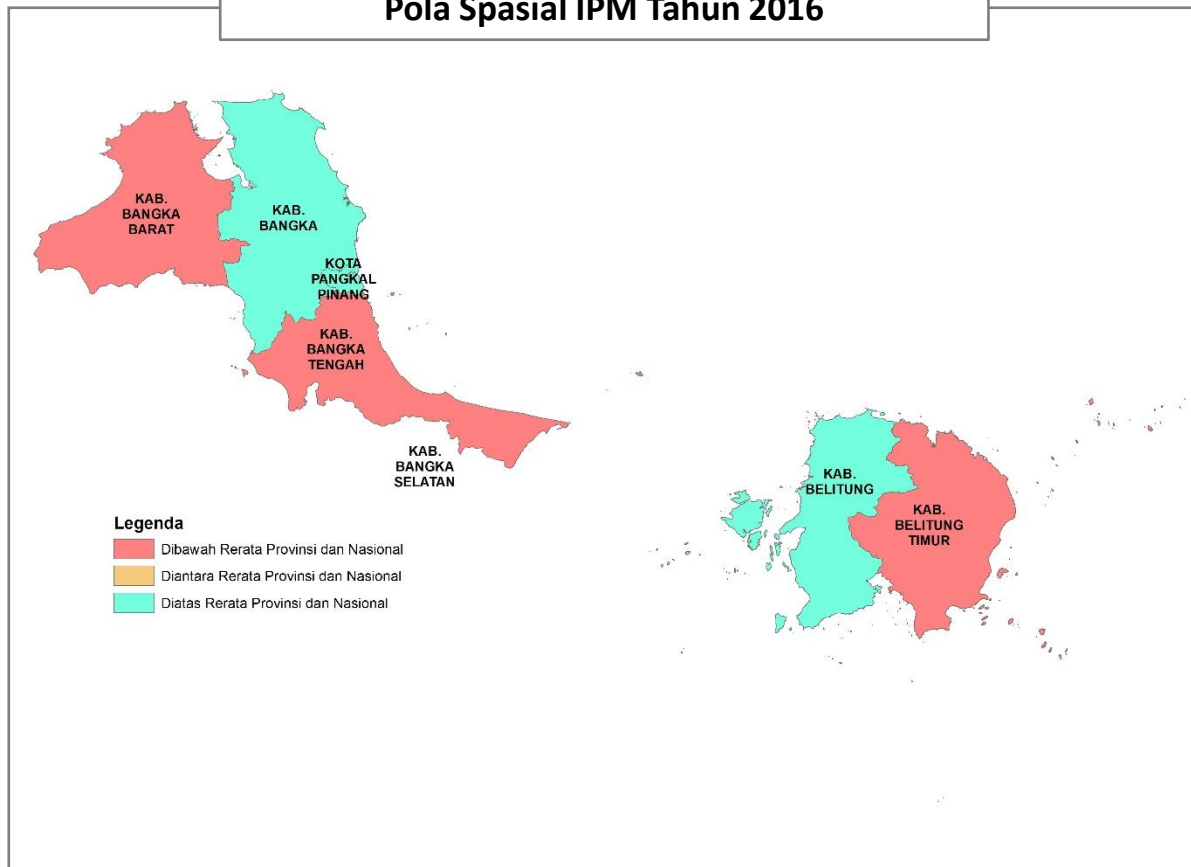 Pola Spasial IPM Tahun 2016
KAB.
BANGKA
BARAT
KAB.
BANGKA
KOTA
PANGKAL
PINANG
KAB.
BANGKA
TENGAH
KAB.
BANGKA
SELATAN
KAB.
BELITUNG
KAB.
BELITUNG
TIMUR
Legenda
Dibawah Rerata Provinsi dan Nasional
Diantara Rerata Provinsi dan Nasional
Diatas Rerata Provinsi dan Nasional